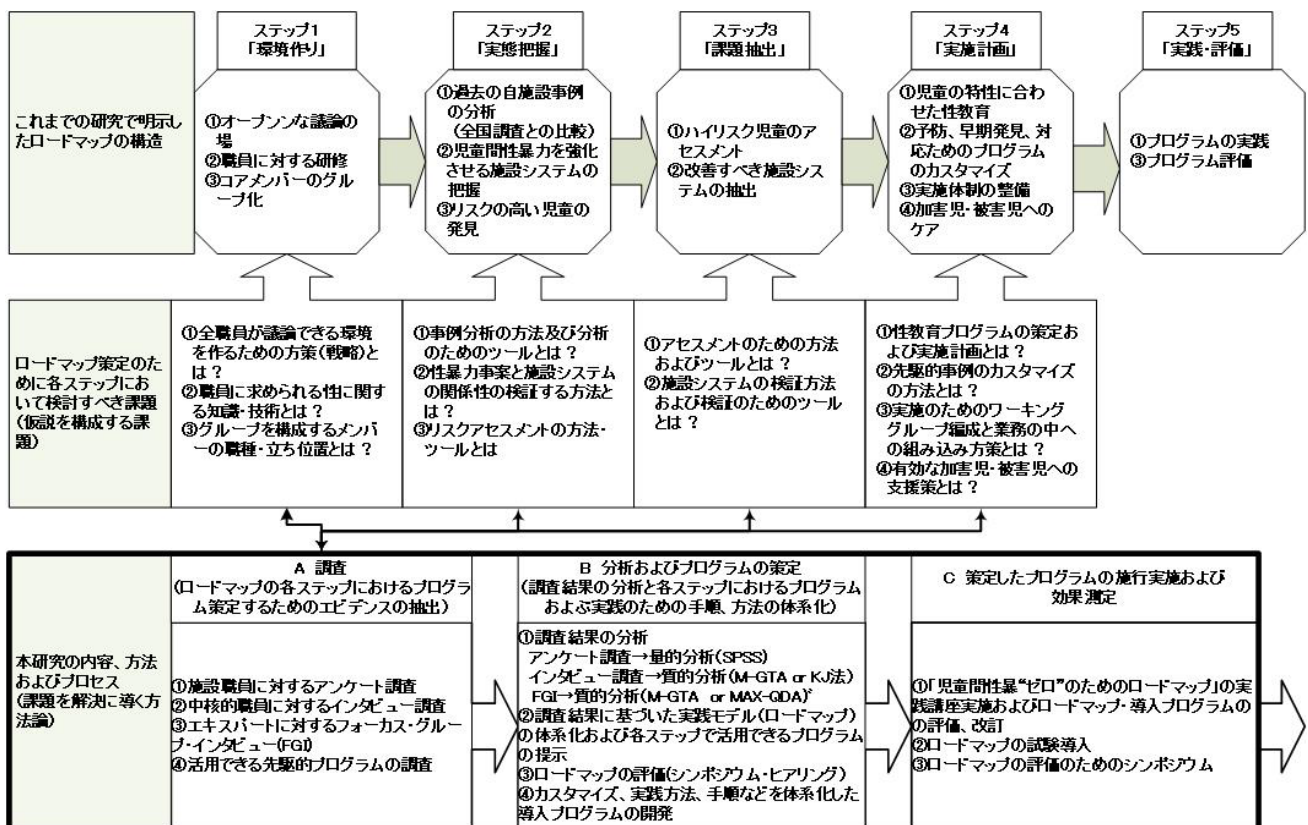 これまでの研究で明示し
たロードマップの構造
ステップ1
「環境作り」
①オープンンな議論の
場
②職員に対する研修
③コアメンバーのグル
ープ化
ステップ2
「実態把握」
①過去の自施設事例
の分析
(全国調査との比較)
②児童間性暴力を強化
させる施設システムの
把握
③リスクの高い児童の
発見
ステップ3
「課題抽出」
①ハイリスク児童のア
セスメント
②改善すべき施設シス
テムの抽出
ステップ4
「実施計画」
①児童の特性に合わ
せた性教育
②予防、早期発見、対
応ためのプログラム
のカスタマイズ
③実施体制の整備
④加害児・被害児への
ケア
ステップ5
「実践・評価」
①プログラムの実践
③プログラム評価
ロードマップ策定のた
めに各ステップにお
いて検討すべき課題
(仮説を構成する課
題)
①全職員が議論できる環境
を作るための方策(戦略)と
は？
②職員に求められる性に関す
る知識・技術とは？
③グループを構成するメンバ
ーの職種・立ち位置とは？
①事例分析の方法及び分析
のためのツールとは？
②性暴力事案と施設システム
の関係性の検証する方法と
は？
③リスクアセスメントの方法・
ツールとは
①アセスメントのための方法
およびツールとは？
②施設システムの検証方法
および検証のためのツール
とは？
①性教育プログラムの策定お
よび実施計画とは？
②先駆的事例のカスタマイズ
の方法とは？
③実施のためのワーキング
グループ編成と業務の中へ
の組み込み方策とは？
④有効な加害児・被害児への
支援策とは？
本研究の内容、方法
およびプロセス
(課題を解決に導く方
法論)
A 調査
(ロードマップの各ステップにおけるプログラ
ム策定するためのエビデンスの抽出)
①施設職員に対するアンケート調査
②中核的職員に対するインタビュー調査
③エキスパートに対するフォーカス・グルー
プ・インタビュー(FGI)
④活用できる先駆的プログラムの調査
B 分析およびプログラムの策定
(調査結果の分析と各ステップにおけるプログラム
およぶ実践のための手順、方法の体系化)
①調査結果の分析
アンケート調査→量的分析(SPSS)
インタビュー調査→質的分析(M-GTA or KJ法)
FGI→質的分析(M-GTA or MAX-QDA)
②調査結果に基づいた実践モデル(ロードマップ)
の体系化および各ステップで活用できるプログラム
の提示
③ロードマップの評価(シンポジウム・ヒアリング)
④カスタマイズ、実践方法、手順などを体系化した
導入プログラムの開発
C 策定したプログラムの施行実施および
効果測定
①「児童間性暴“ゼロ”のためのロードマップ」の実
践講座実施およびロードマップ・導入プログラムの
の評価、改訂
②ロードマップの試験導入
③ロードマップの評価のためのシンポジウム